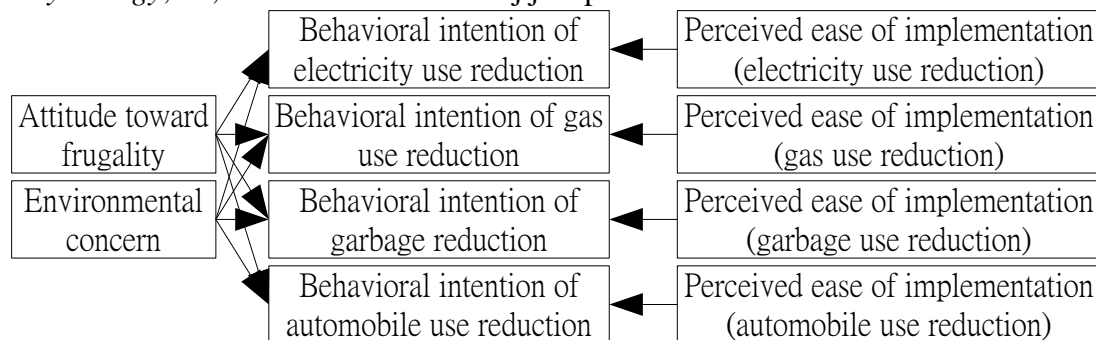 Behavioral intention of
electricity use reduction
Perceived ease of implementation
(electricity use reduction)
Attitude toward
frugality
Behavioral intention of gas
use reduction
Perceived ease of implementation
(gas use reduction)
Environmental
concern
Behavioral intention of
garbage reduction
Perceived ease of implementation
(garbage use reduction)
Behavioral intention of
automobile use reduction
Perceived ease of implementation
(automobile use reduction)